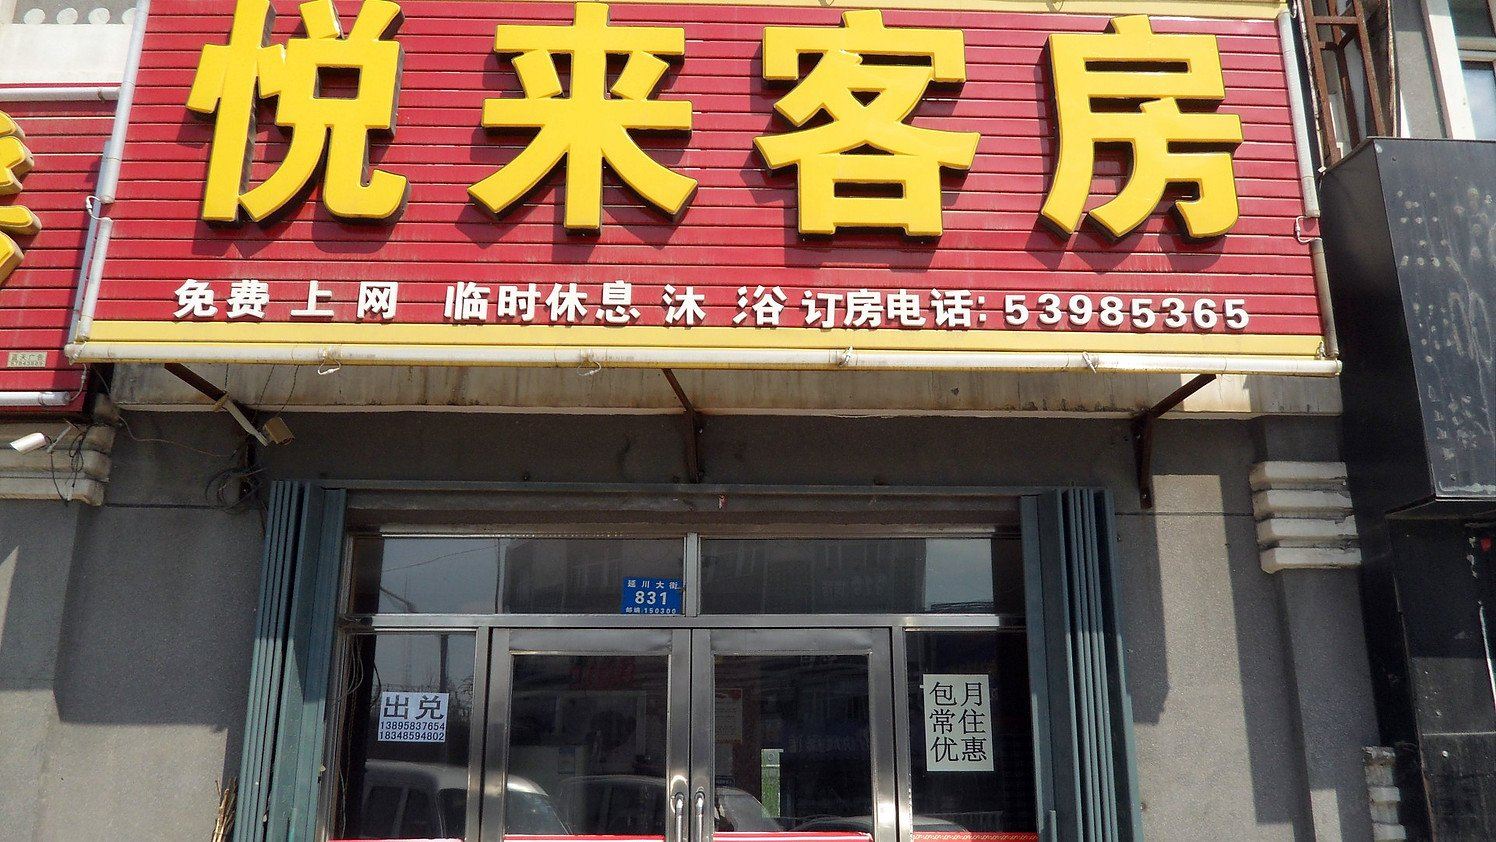 悦来客房
免费上网 临时休息 沐浴 订房电话:53985365
延川大街
831
邮编 150300
出兑
13895837654
18348594802
包月
常住
优惠